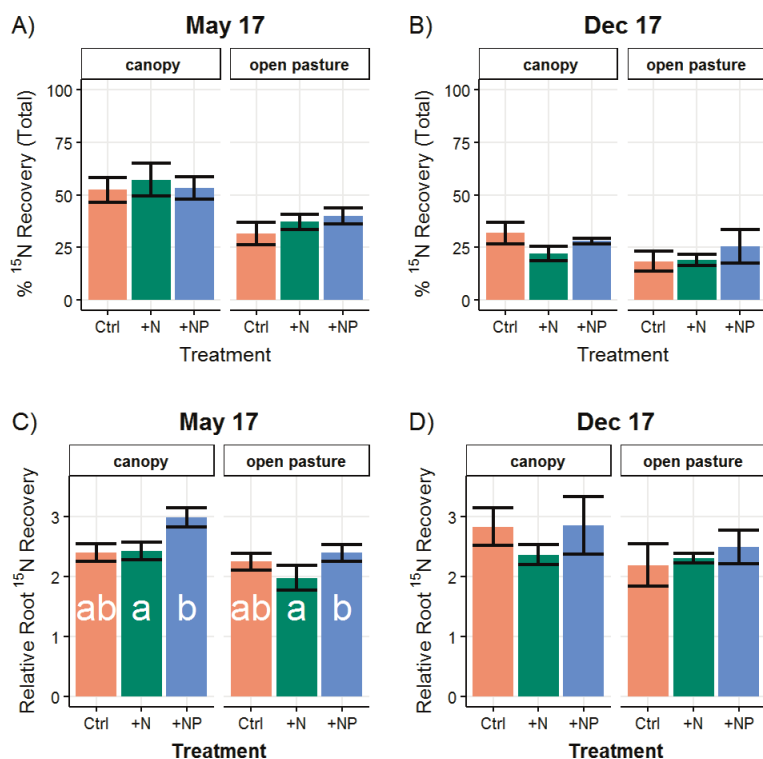 A) May 17
canopy open pasture
% ¹⁵N Recovery (Total)
100
75
50
25
0
Ctrl +N +NP Ctrl +N +NP
Treatment
B) Dec 17
canopy open pasture
% ¹⁵N Recovery (Total)
100
75
50
25
0
Ctrl +N +NP Ctrl +N +NP
Treatment
C) May 17
canopy open pasture
Relative Root ¹⁵N Recovery
3
2
1
0
ab a b ab a b
Ctrl +N +NP Ctrl +N +NP
Treatment
D) Dec 17
canopy open pasture
Relative Root ¹⁵N Recovery
3
2
1
0
Ctrl +N +NP Ctrl +N +NP
Treatment